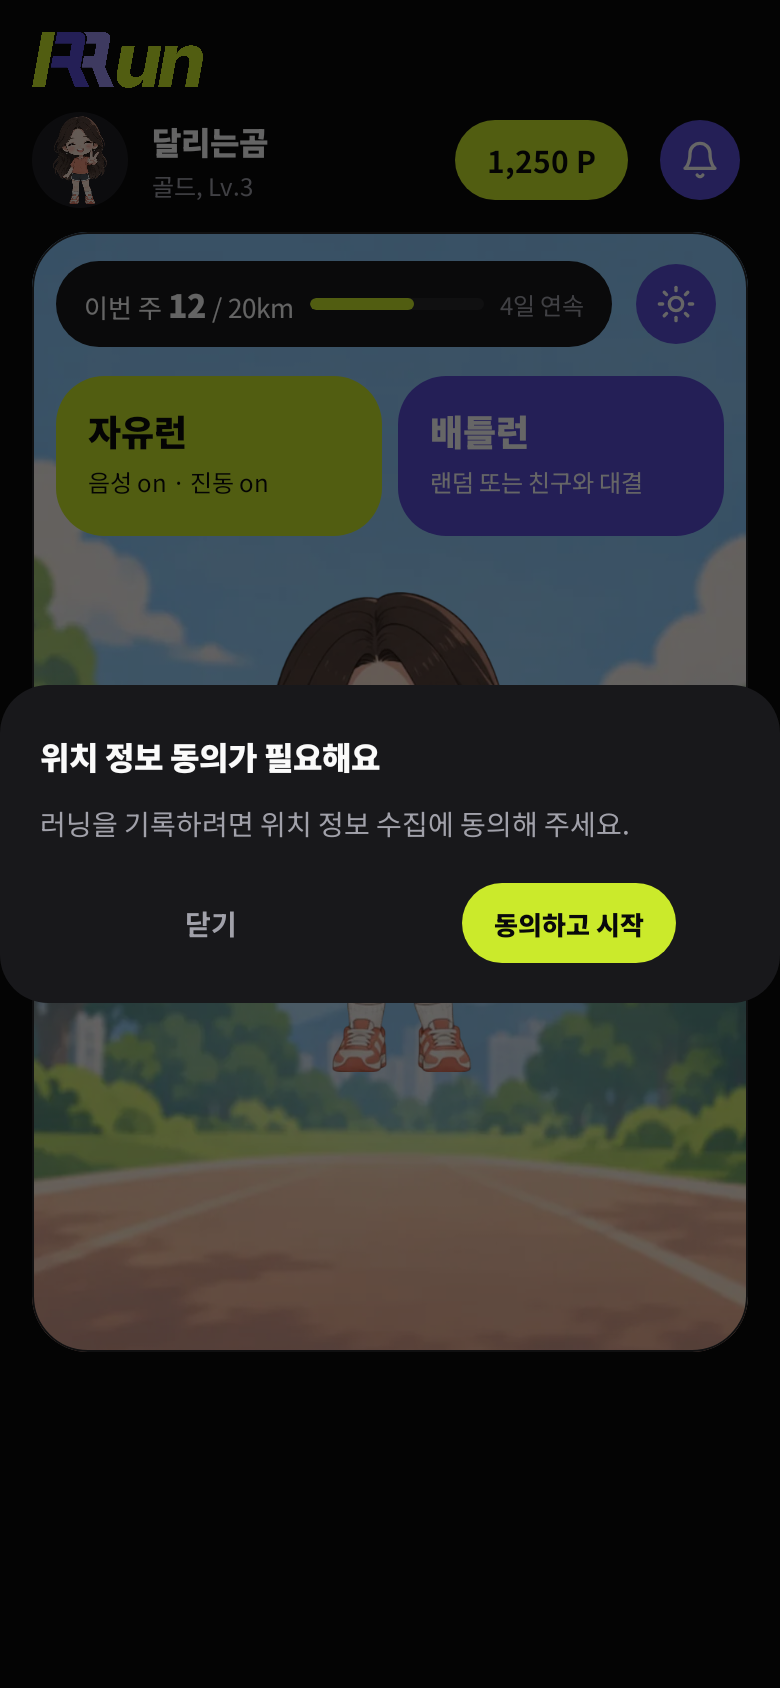 RRun
달리는곰
골드, Lv.3
1,250 P
이번 주 12 / 20km
4일 연속
자유런
음성 on · 진동 on
배틀런
랜덤 또는 친구와 대결
위치 정보 동의가 필요해요
러닝을 기록하려면 위치 정보 수집에 동의해 주세요.
닫기
동의하고 시작